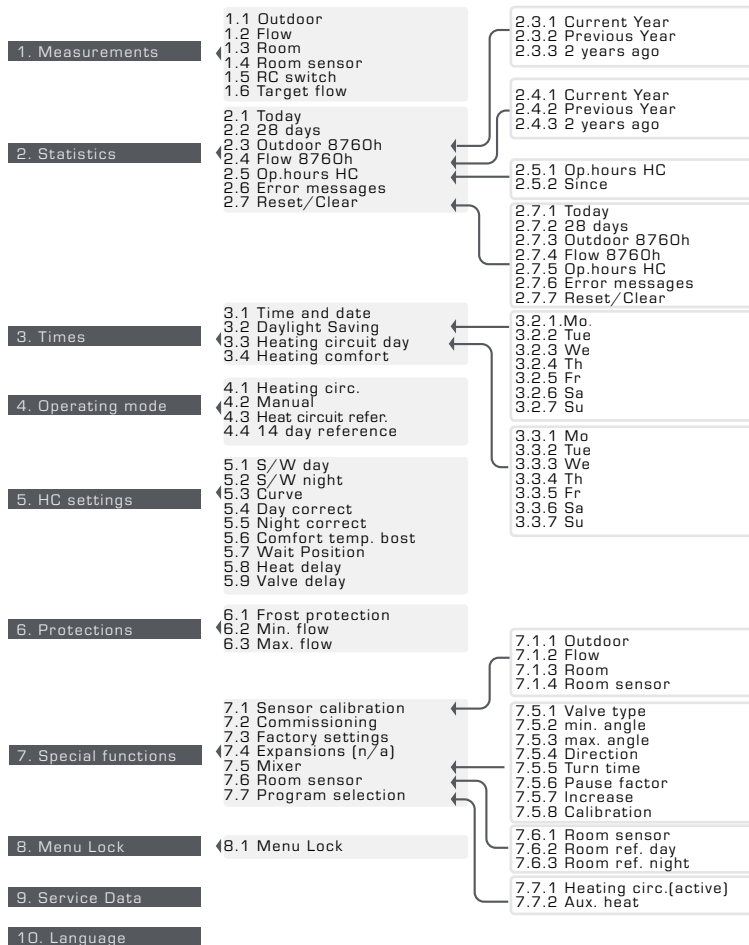 1. Measurements
1.1 Outdoor
1.2 Flow
1.3 Room
1.4 Room sensor
1.5 RC switch
1.6 Target flow
2. Statistics
2.1 Today
2.2 28 days
2.3 Outdoor 8760h
2.4 Flow 8760h
2.5 Op.hours HC
2.6 Error messages
2.7 Reset/Clear
2.3.1 Current Year
2.3.2 Previous Year
2.3.3 2 years ago
2.4.1 Current Year
2.4.2 Previous Year
2.4.3 2 years ago
2.5.1 Op.hours HC
2.5.2 Since
2.7.1 Today
2.7.2 28 days
2.7.3 Outdoor 8760h
2.7.4 Flow 8760h
2.7.5 Op.hours HC
2.7.6 Error messages
2.7.7 Reset/Clear
3. Times
3.1 Time and date
3.2 Daylight Saving
3.3 Heating circuit day
3.4 Heating comfort
3.2.1.Mo.
3.2.2 Tue
3.2.3 We
3.2.4 Th
3.2.5 Fr
3.2.6 Sa
3.2.7 Su
3.3.1 Mo
3.3.2 Tue
3.3.3 We
3.3.4 Th
3.3.5 Fr
3.3.6 Sa
3.3.7 Su
4. Operating mode
4.1 Heating circ.
4.2 Manual
4.3 Heat circuit refer.
4.4 14 day reference
5. HC settings
5.1 S/W day
5.2 S/W night
5.3 Curve
5.4 Day correct
5.5 Night correct
5.6 Comfort temp. bost
5.7 Wait Position
5.8 Heat delay
5.9 Valve delay
6. Protections
6.1 Frost protection
6.2 Min. flow
6.3 Max. flow
7. Special functions
7.1 Sensor calibration
7.2 Commissioning
7.3 Factory settings
7.4 Expansions (n/a)
7.5 Mixer
7.6 Room sensor
7.7 Program selection
7.1.1 Outdoor
7.1.2 Flow
7.1.3 Room
7.1.4 Room sensor
7.5.1 Valve type
7.5.2 min. angle
7.5.3 max. angle
7.5.4 Direction
7.5.5 Turn time
7.5.6 Pause factor
7.5.7 Increase
7.5.8 Calibration
7.6.1 Room sensor
7.6.2 Room ref. day
7.6.3 Room ref. night
7.7.1 Heating circ.(active)
7.7.2 Aux. heat
8. Menu Lock
8.1 Menu Lock
9. Service Data
10. Language